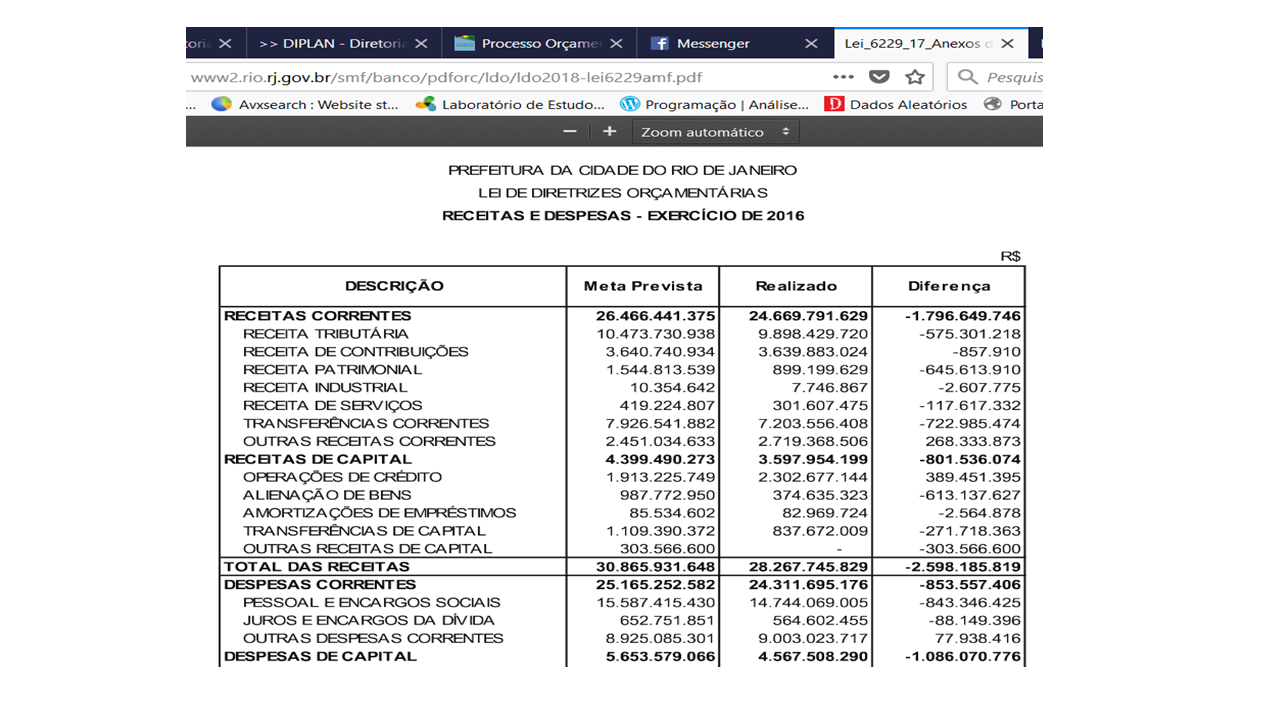 oria
>> DIPLAN - Diretoria
Processo Orçame
Messenger
Lei_6229_17_Anexos d
www2.rio.rj.gov.br/smf/banco/pdforc/ldo/ldo2018-lei6229amf.pdf
Pesquis
... Avxsearch : Website st... Laboratório de Estudo... Programação | Análise... Dados Aleatórios Porta
Zoom automático
PREFEITURA DA CIDADE DO RIO DE JANEIRO
LEI DE DIRETRIZES ORÇAMENTÁRIAS
RECEITAS E DESPESAS - EXERCÍCIO DE 2016
R$
DESCRIÇÃO Meta Prevista Realizado Diferença
RECEITAS CORRENTES 26.466.441.375 24.669.791.629 -1.796.649.746
RECEITA TRIBUTÁRIA 10.473.730.938 9.898.429.720 -575.301.218
RECEITA DE CONTRIBUIÇÕES 3.640.740.934 3.639.883.024 -857.910
RECEITA PATRIMONIAL 1.544.813.539 899.199.629 -645.613.910
RECEITA INDUSTRIAL 10.354.642 7.746.867 -2.607.775
RECEITA DE SERVIÇOS 419.224.807 301.607.475 -117.617.332
TRANSFERÊNCIAS CORRENTES 7.926.541.882 7.203.556.408 -722.985.474
OUTRAS RECEITAS CORRENTES 2.451.034.633 2.719.368.506 268.333.873
RECEITAS DE CAPITAL 4.399.490.273 3.597.954.199 -801.536.074
OPERAÇÕES DE CRÉDITO 1.913.225.749 2.302.677.144 389.451.395
ALIENAÇÃO DE BENS 987.772.950 374.635.323 -613.137.627
AMORTIZAÇÕES DE EMPRÉSTIMOS 85.534.602 82.969.724 -2.564.878
TRANSFERÊNCIAS DE CAPITAL 1.109.390.372 837.672.009 -271.718.363
OUTRAS RECEITAS DE CAPITAL 303.566.600 - -303.566.600
TOTAL DAS RECEITAS 30.865.931.648 28.267.745.829 -2.598.185.819
DESPESAS CORRENTES 25.165.252.582 24.311.695.176 -853.557.406
PESSOAL E ENCARGOS SOCIAIS 15.587.415.430 14.744.069.005 -843.346.425
JUROS E ENCARGOS DA DÍVIDA 652.751.851 564.602.455 -88.149.396
OUTRAS DESPESAS CORRENTES 8.925.085.301 9.003.023.717 77.938.416
DESPESAS DE CAPITAL 5.653.579.066 4.567.508.290 -1.086.070.776